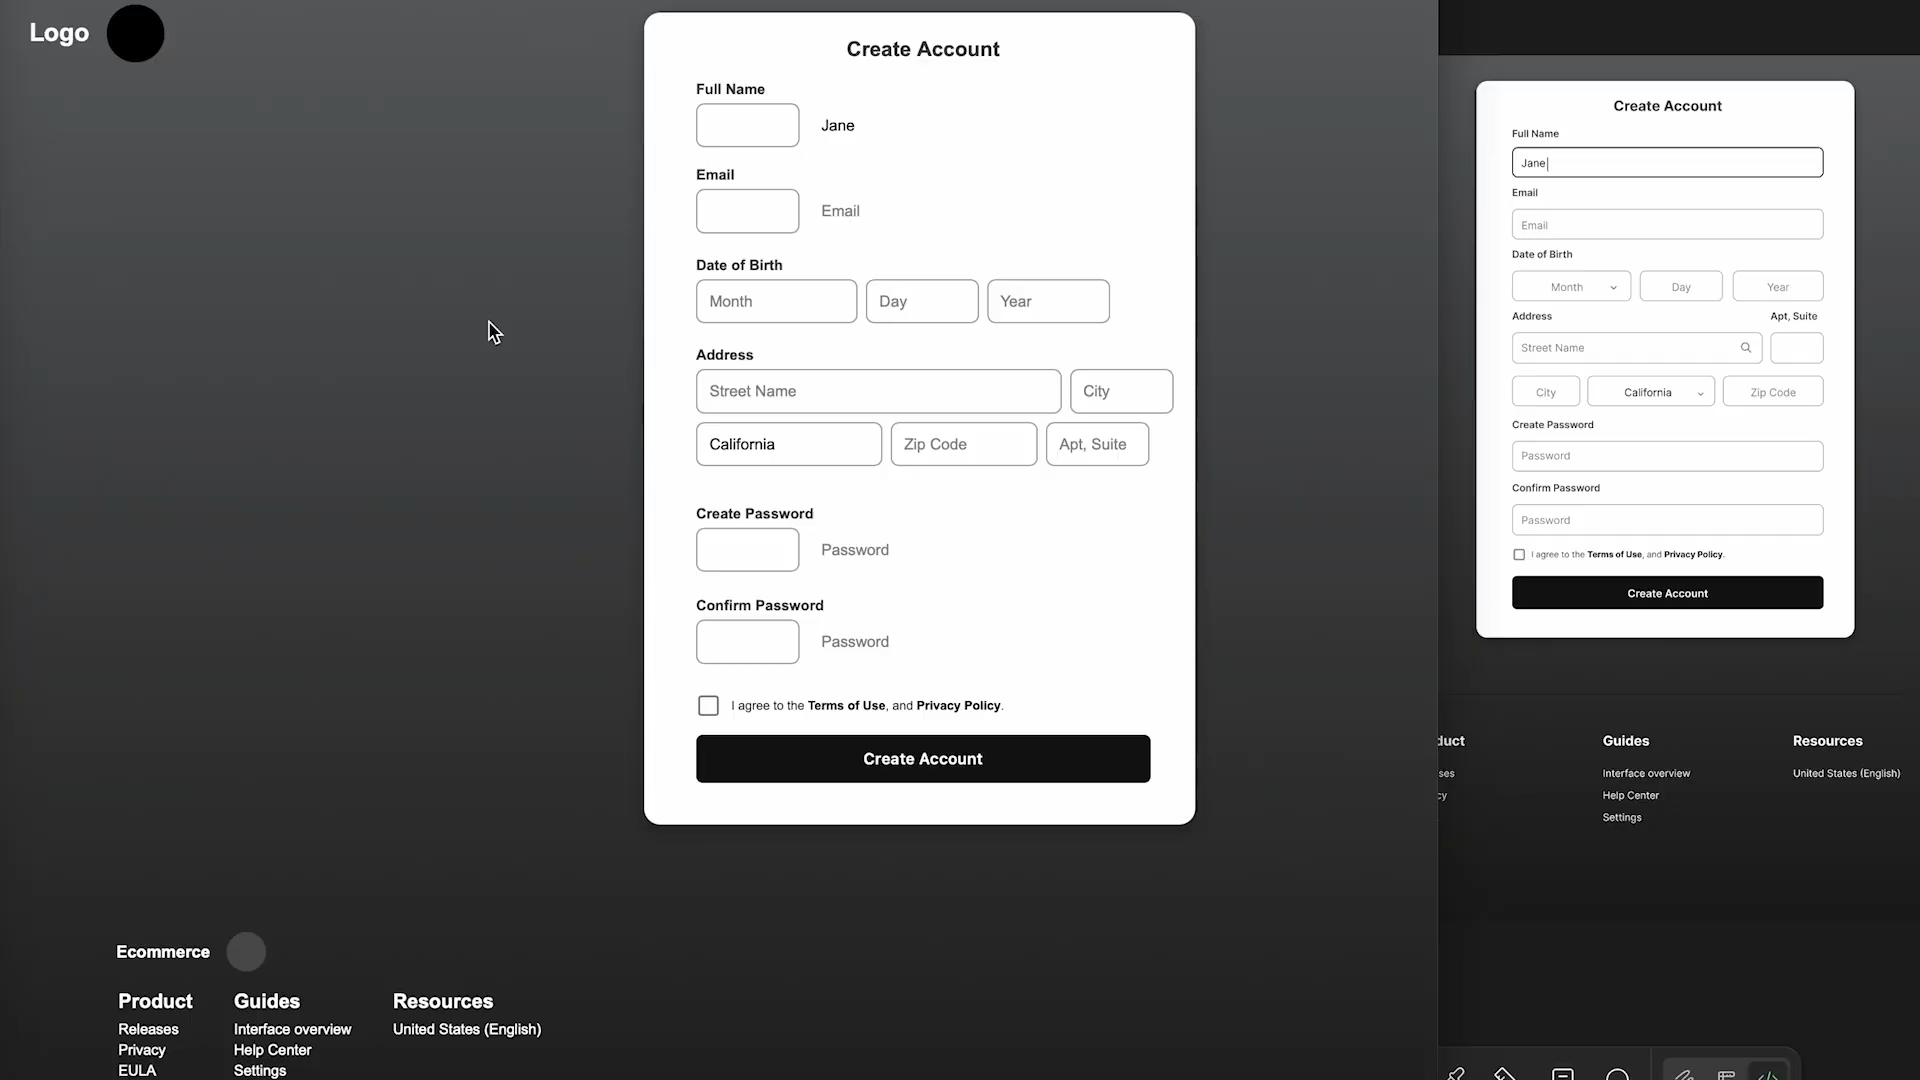 Logo
Create Account
Full Name
Jane
Email
Email
Date of Birth
Month Day Year
Address
Street Name City
California Zip Code Apt, Suite
Create Password
Password
Confirm Password
Password
I agree to the Terms of Use, and Privacy Policy.
Create Account
Ecommerce
Product Guides Resources
Releases Interface overview United States (English)
Privacy Help Center
EULA Settings
Create Account
Full Name
Jane
Email
Email
Date of Birth
Month Day Year
Address Apt, Suite
Street Name
City California Zip Code
Create Password
Password
Confirm Password
Password
I agree to the Terms of Use, and Privacy Policy.
Create Account
duct Guides Resources
ses Interface overview United States (English)
cy Help Center
Settings